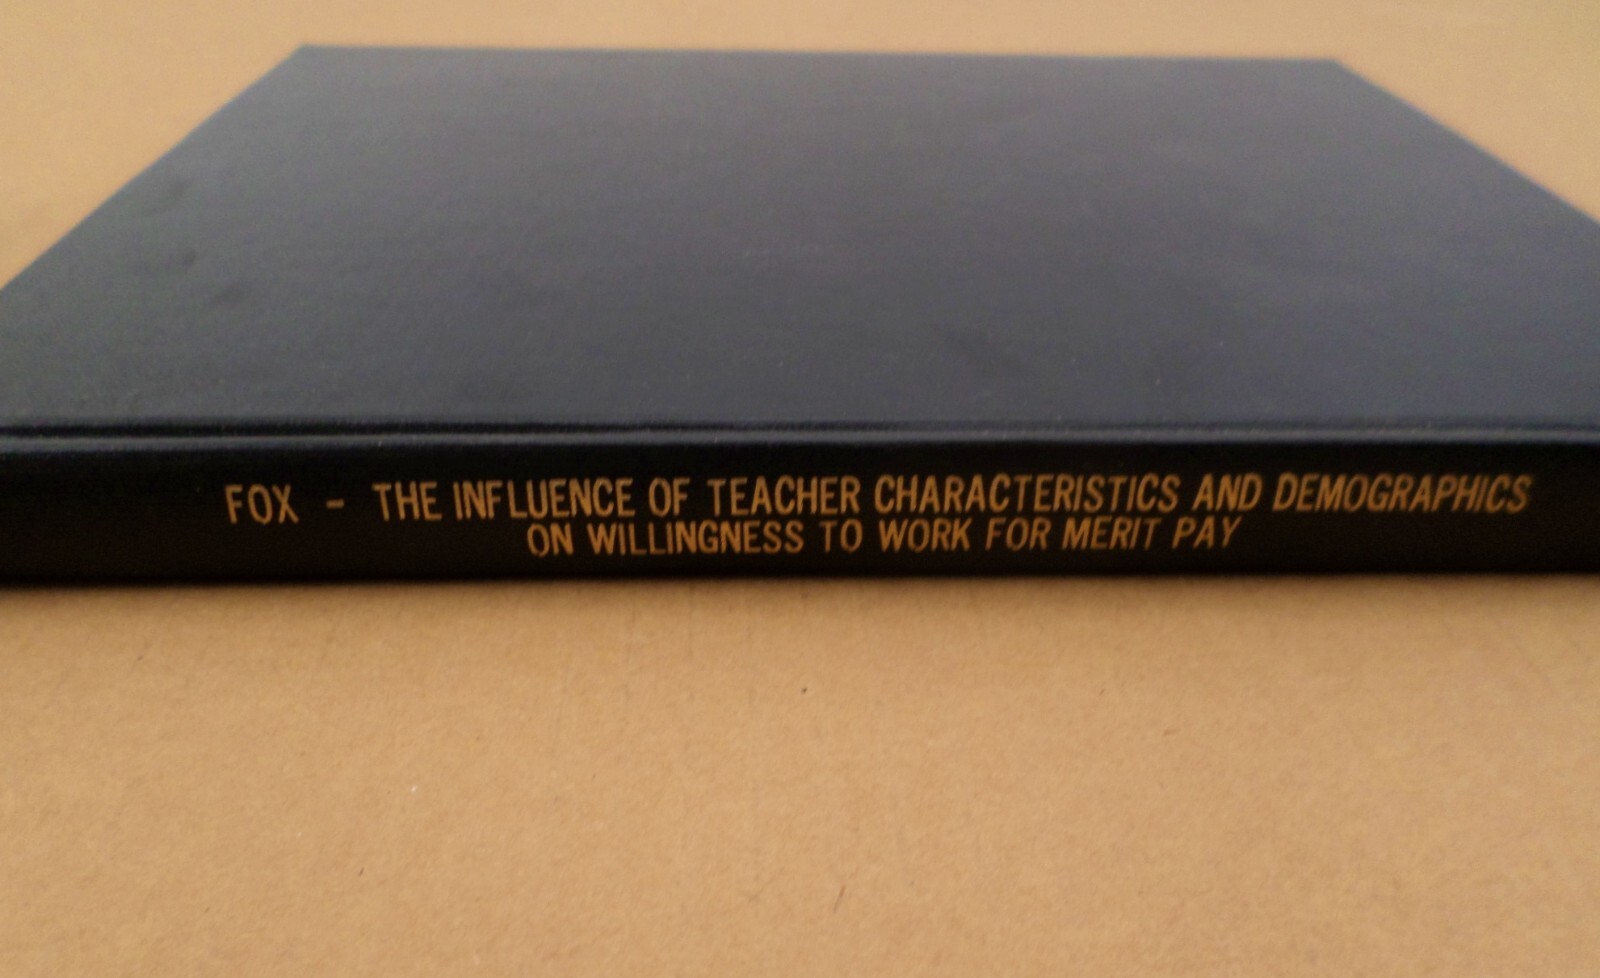 FOX - THE INFLUENCE OF TEACHER CHARACTERISTICS AND DEMOGRAPHICS
ON WILLINGNESS TO WORK FOR MERIT PAY